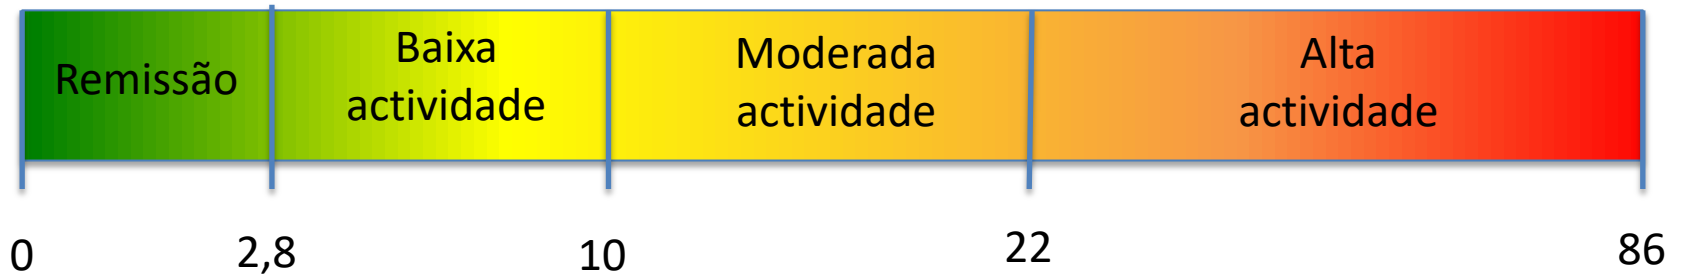 Remissão
Baixa
actividade
Moderada
actividade
Alta
actividade
0
2,8
10
22
86